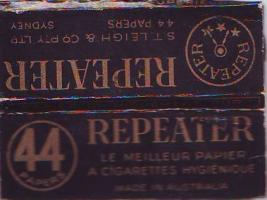 S.T. LEIGH & CO PTY LTD
44 PAPERS
SYDNEY
REPEATER
REPEATER
44
PAPERS
REPEATER
LE MEILLEUR PAPIER
A CIGARETTES HYGIÉNIQUE
MADE IN AUSTRALIA